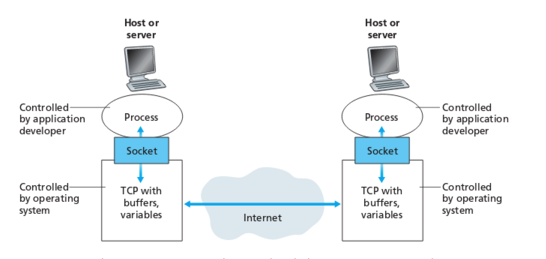 Host or
server
Host or
server
Controlled
by application
developer
Process
Process
Controlled
by application
developer
Socket
Socket
Controlled
by operating
system
TCP with
buffers,
variables
Internet
TCP with
buffers,
variables
Controlled
by operating
system